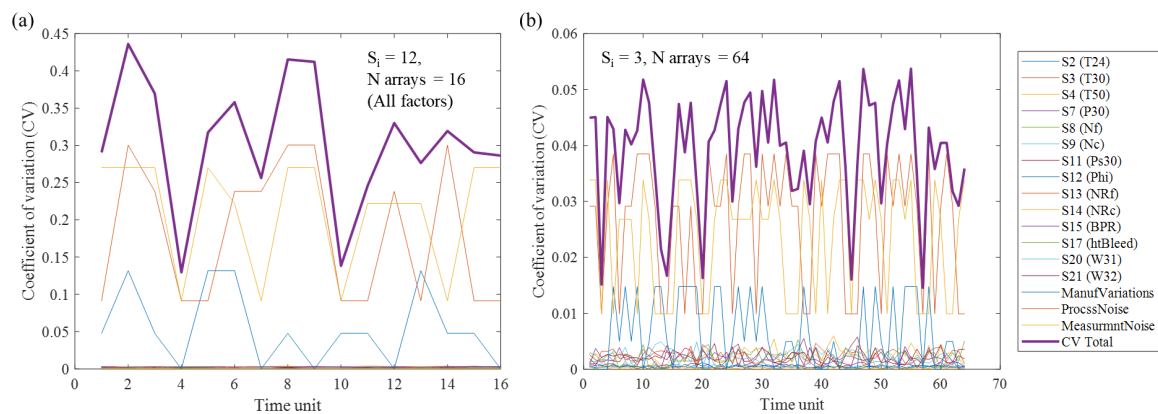 (a)
0.45
0.4
0.35
0.3
0.25
0.2
0.15
0.1
0.05
0
Coefficient of variation (CV)
S_i = 12,
N arrays = 16
(All factors)
2 4 6 8 10 12 14 16
Time unit
(b)
0.06
0.05
0.04
0.03
0.02
0.01
0
Coefficient of variation (CV)
S_i = 3, N arrays = 64
0 10 20 30 40 50 60 70
Time unit
S2 (T24)
S3 (T30)
S4 (T50)
S7 (P30)
S8 (Nf)
S9 (Nc)
S11 (Ps30)
S12 (Phi)
S13 (NRf)
S14 (NRc)
S15 (BPR)
S17 (htBleed)
S20 (W31)
S21 (W32)
ManufVariations
ProcssNoise
MeasurmntNoise
CV Total